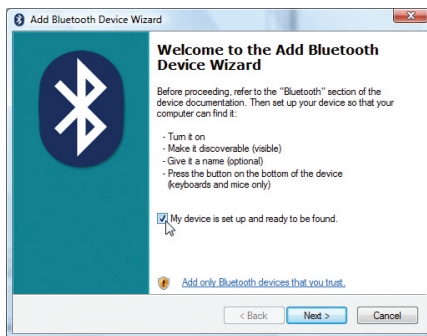 Add Bluetooth Device Wizard
Welcome to the Add Bluetooth
Device Wizard
Before proceeding, refer to the "Bluetooth" section of the
device documentation. Then set up your device so that your
computer can find it:
- Turn it on
- Make it discoverable (visible)
- Give it a name (optional)
- Press the button on the bottom of the device
(keyboards and mice only)
My device is set up and ready to be found.
Add only Bluetooth devices that you trust.
< Back Next > Cancel